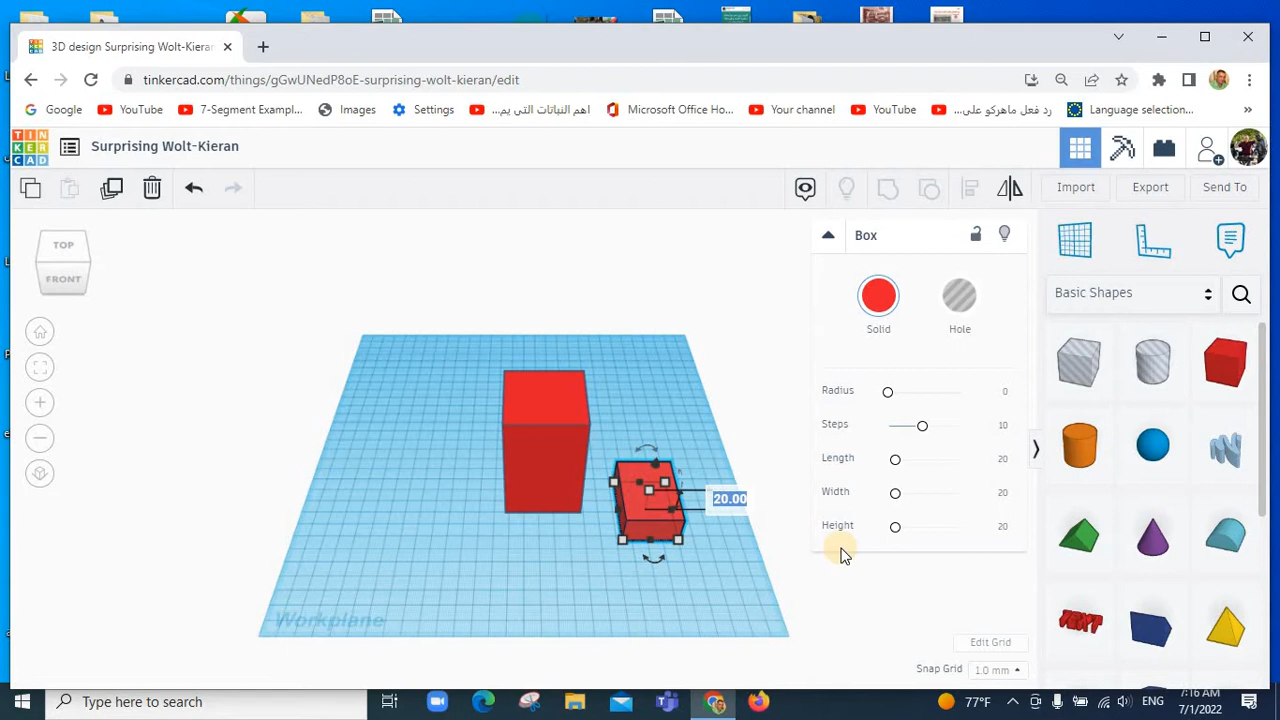 3D design Surprising Wolt-Kieran
tinkercad.com/things/gGwUNedP8oE-surprising-wolt-kieran/edit
Google YouTube 7-Segment Exampl... Images Settings اهم النباتات التي يم... Microsoft Office Ho... Your channel YouTube رد فعل ماهركو على... Language selection... »
TIN
KER
CAD
Surprising Wolt-Kieran
Import Export Send To
TOP
FRONT
Box
Basic Shapes
Solid Hole
Radius 0
Steps 10
Length 20
Width 20
Height 20
20.00
TEXT
Workplane
Edit Grid
Snap Grid 1.0 mm
Type here to search
77°F
ENG
7:16 AM
7/1/2022